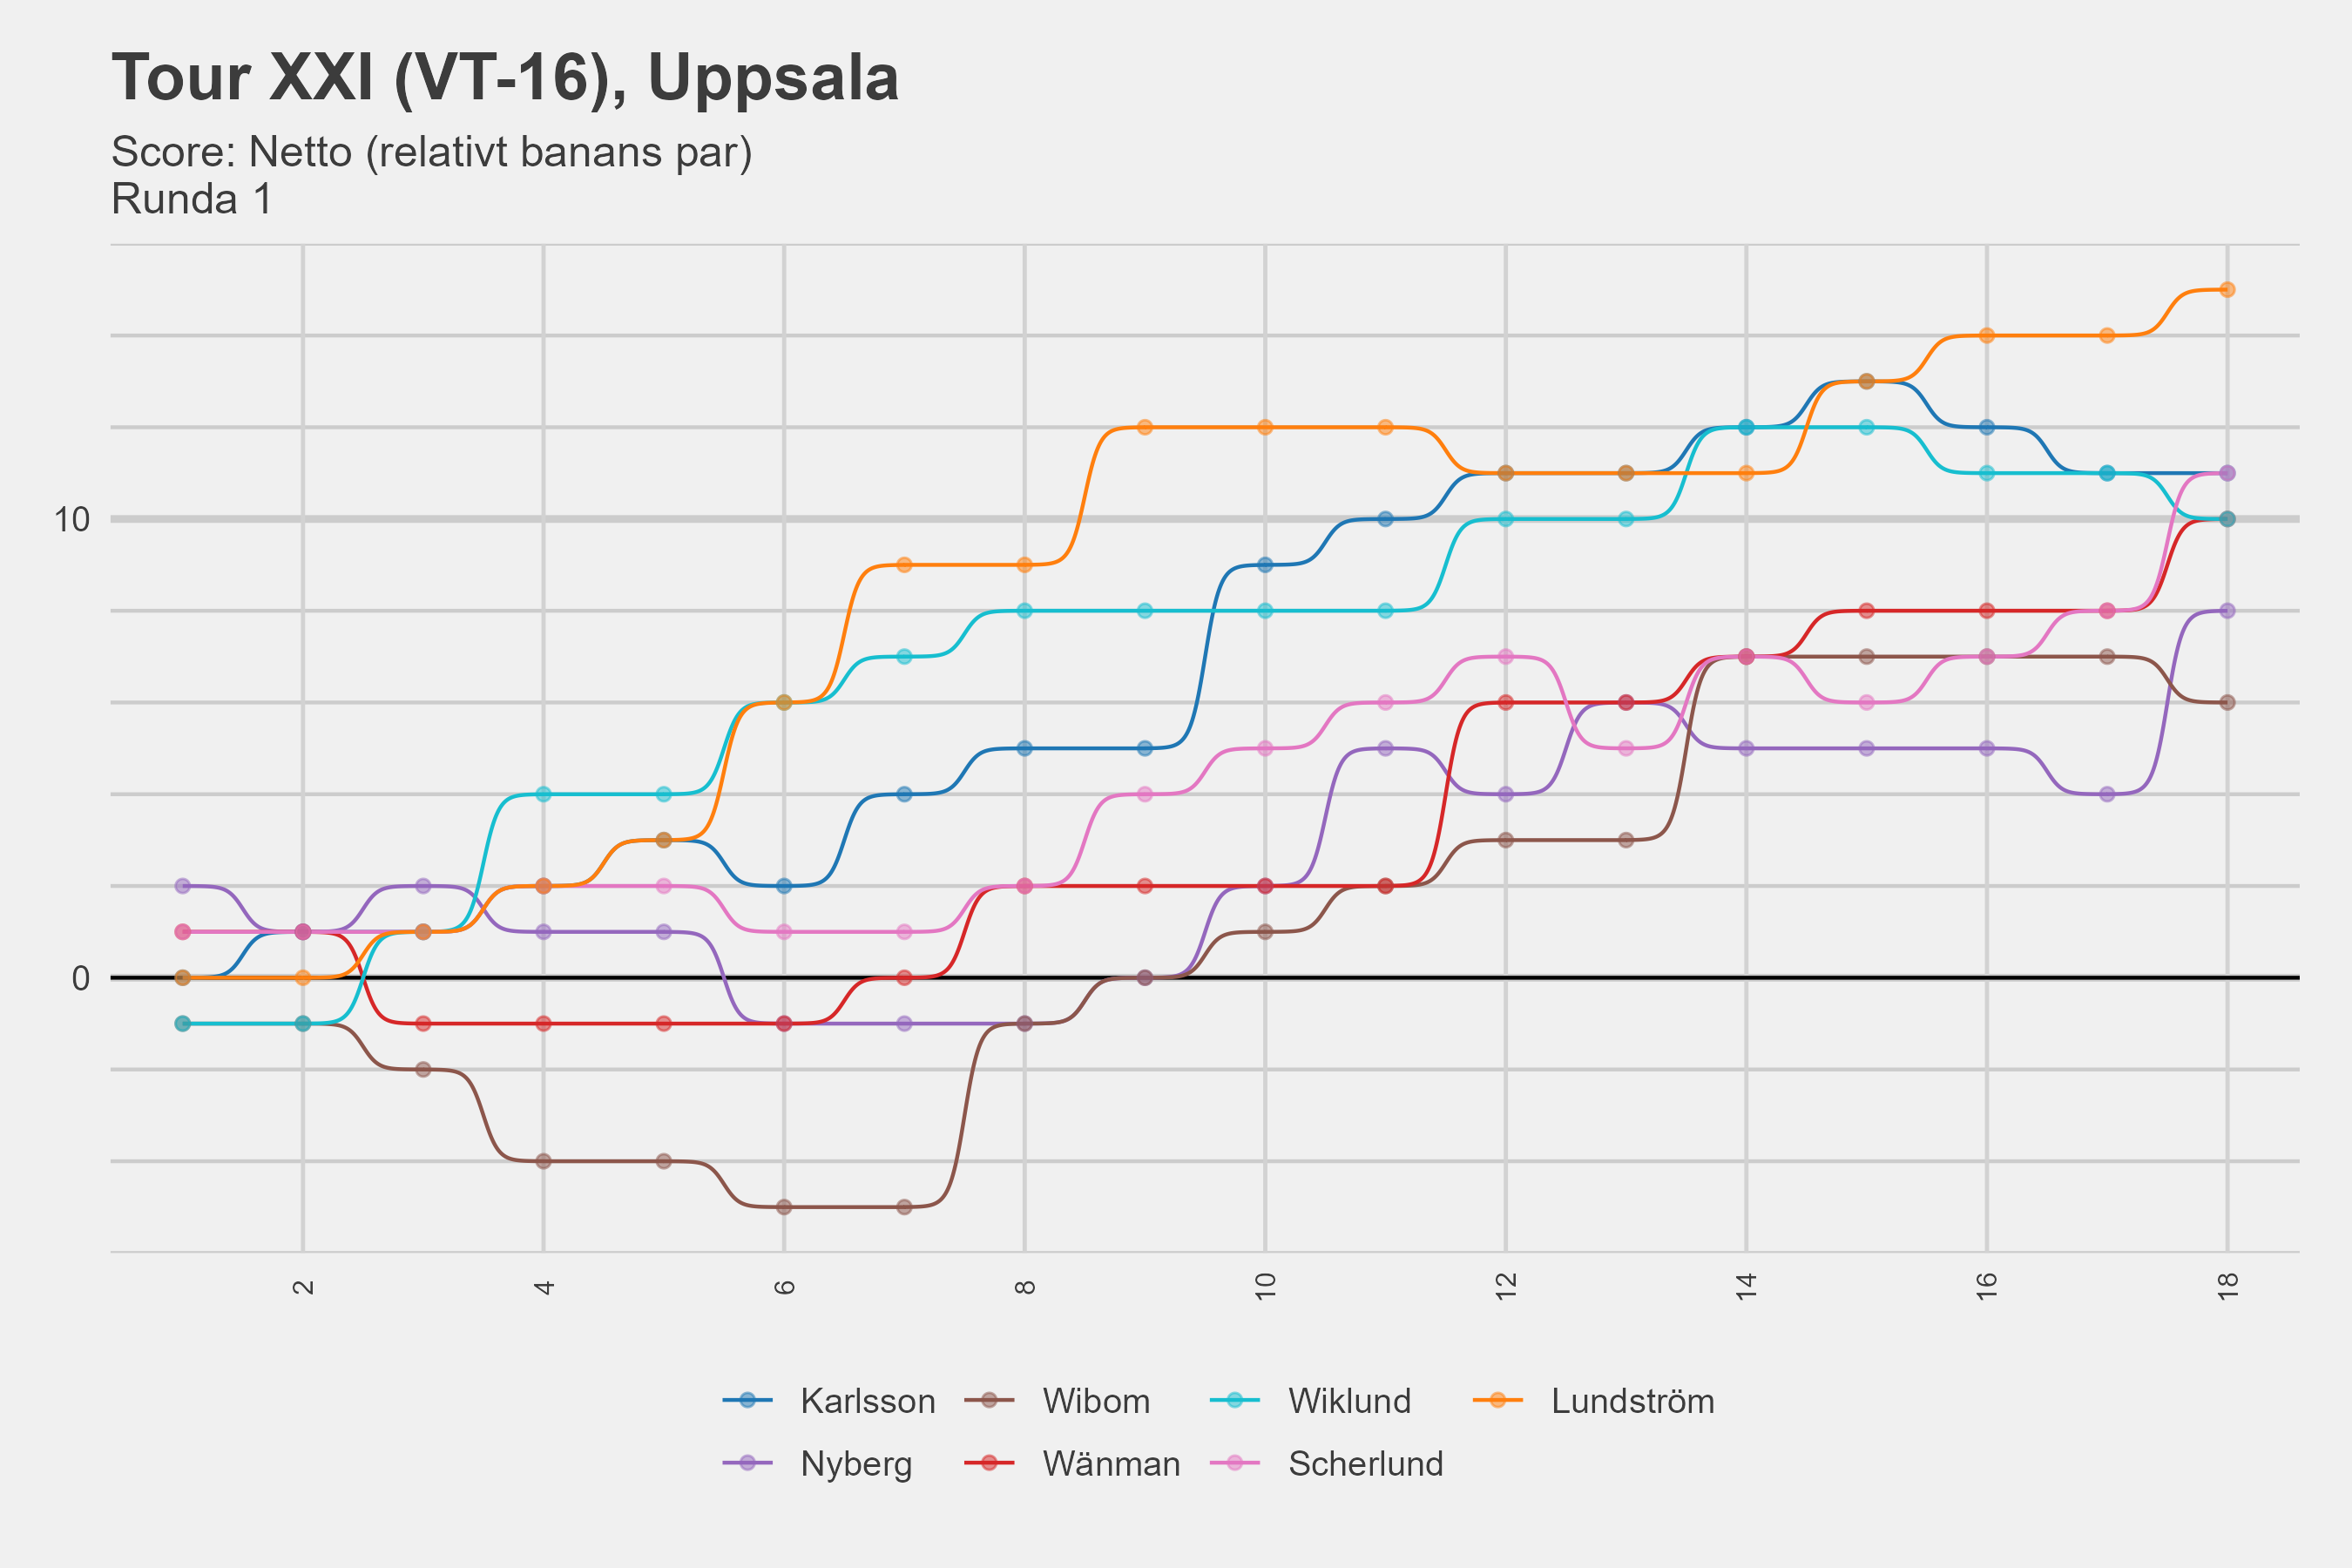 Tour XXI (VT-16), Uppsala
Score: Netto (relativt banans par)
Runda 1
10
0
2 4 6 8 10 12 14 16 18
Karlsson Wibom Wiklund Lundström
Nyberg Wänman Scherlund